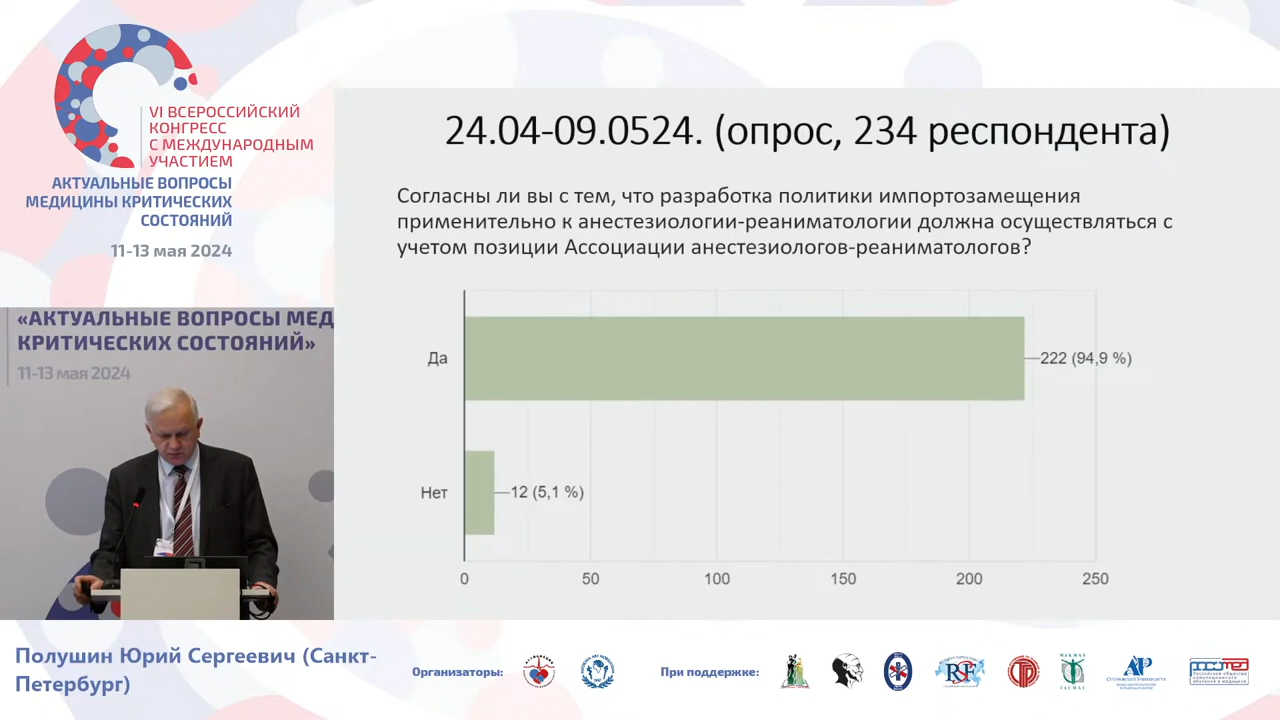 VI ВСЕРОССИЙСКИЙ
КОНГРЕСС
С МЕЖДУНАРОДНЫМ
УЧАСТИЕМ
АКТУАЛЬНЫЕ ВОПРОСЫ
МЕДИЦИНЫ КРИТИЧЕСКИХ
СОСТОЯНИЙ
11-13 мая 2024
24.04-09.0524. (опрос, 234 респондента)
Согласны ли вы с тем, что разработка политики импортозамещения
применительно к анестезиологии-реаниматологии должна осуществляться с
учетом позиции Ассоциации анестезиологов-реаниматологов?
Да
222 (94,9 %)
Нет
12 (5,1 %)
0 50 100 150 200 250
«АКТУАЛЬНЫЕ ВОПРОСЫ МЕД
КРИТИЧЕСКИХ СОСТОЯНИЙ»
11-13 мая 2024
Полушин Юрий Сергеевич (Санкт-
Петербург)
Организаторы:
При поддержке: